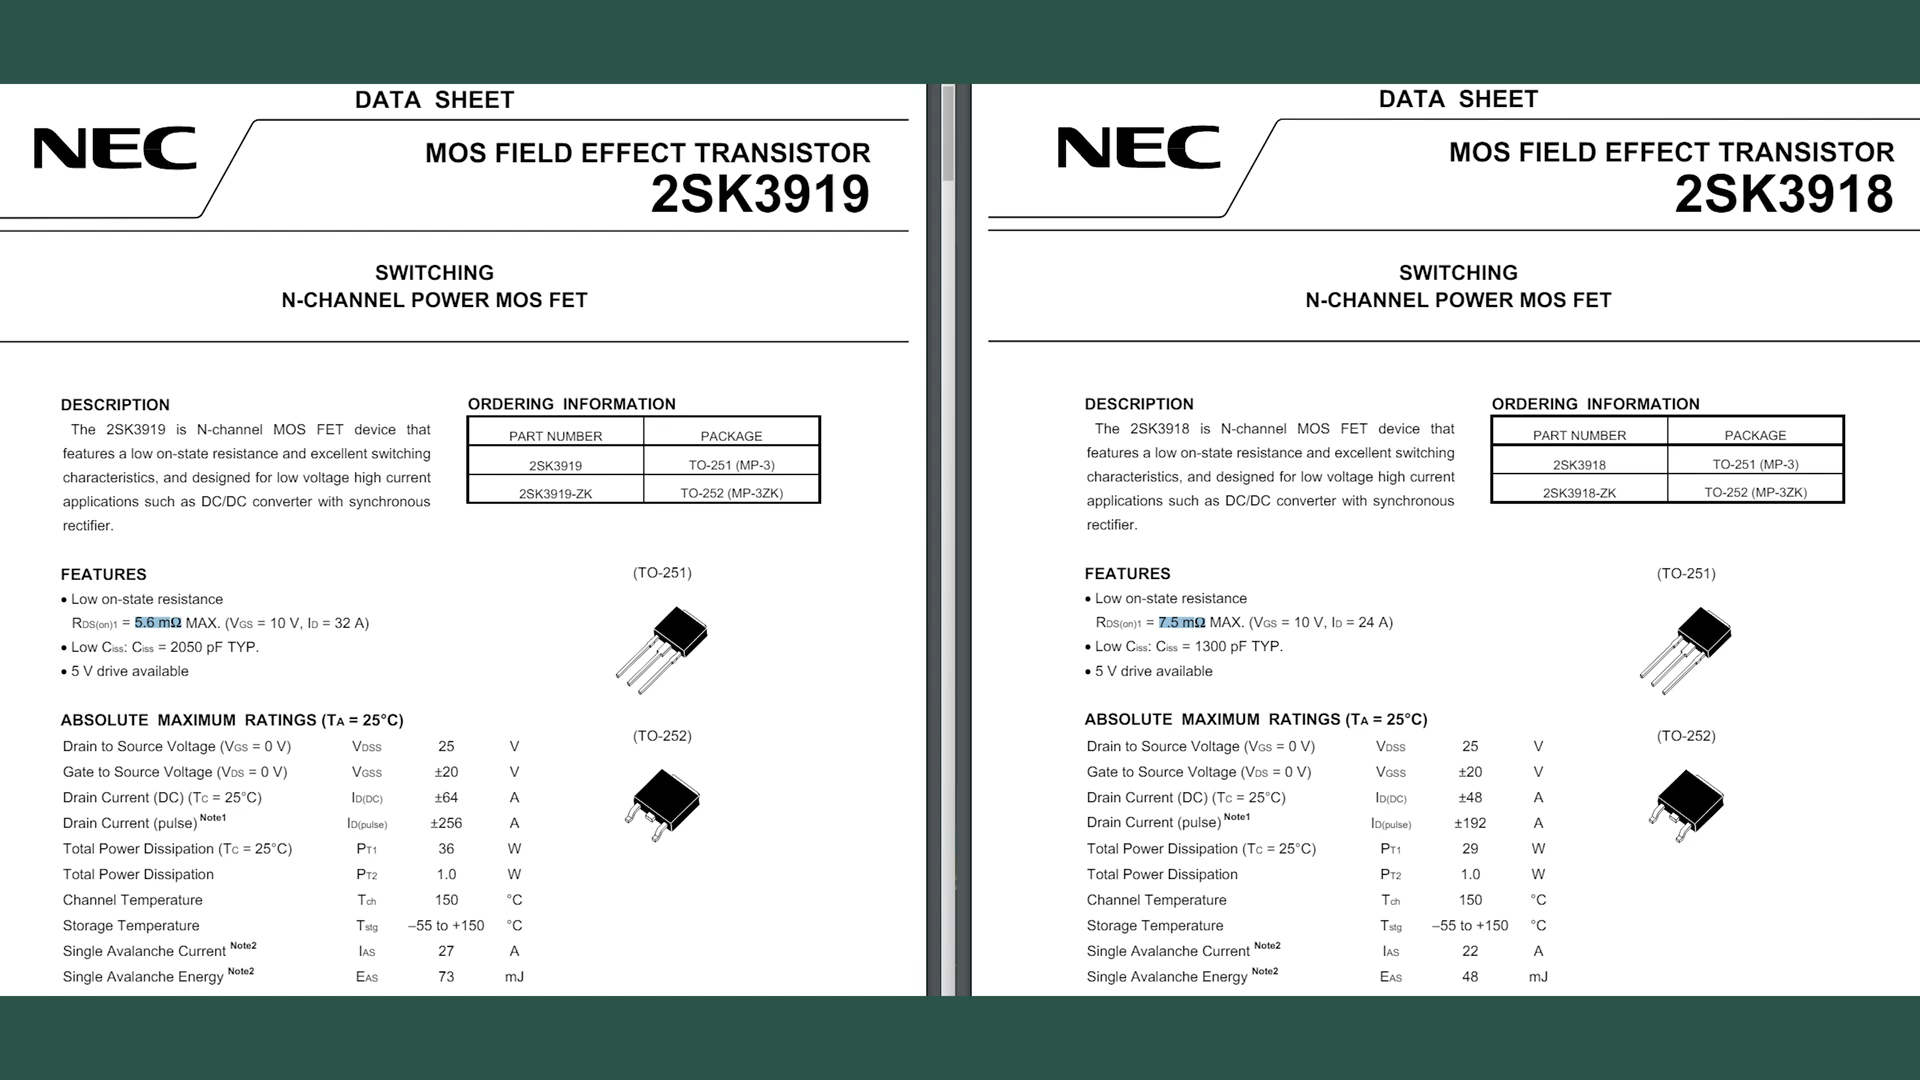 DATA SHEET
NEC
MOS FIELD EFFECT TRANSISTOR
2SK3919
SWITCHING
N-CHANNEL POWER MOS FET
DESCRIPTION
The 2SK3919 is N-channel MOS FET device that
features a low on-state resistance and excellent switching
characteristics, and designed for low voltage high current
applications such as DC/DC converter with synchronous
rectifier.
ORDERING INFORMATION
PART NUMBER PACKAGE
2SK3919 TO-251 (MP-3)
2SK3919-ZK TO-252 (MP-3ZK)
FEATURES
• Low on-state resistance
RDS(on)1 = 5.6 mΩ MAX. (VGS = 10 V, ID = 32 A)
• Low Ciss: Ciss = 2050 pF TYP.
• 5 V drive available
(TO-251)
ABSOLUTE MAXIMUM RATINGS (TA = 25°C)
Drain to Source Voltage (VGS = 0 V) VDSS 25 V
Gate to Source Voltage (VDS = 0 V) VGSS ±20 V
Drain Current (DC) (TC = 25°C) ID(DC) ±64 A
Drain Current (pulse) Note1 ID(pulse) ±256 A
Total Power Dissipation (TC = 25°C) PT1 36 W
Total Power Dissipation PT2 1.0 W
Channel Temperature Tch 150 °C
Storage Temperature Tstg –55 to +150 °C
Single Avalanche Current Note2 IAS 27 A
Single Avalanche Energy Note2 EAS 73 mJ
(TO-252)
DATA SHEET
NEC
MOS FIELD EFFECT TRANSISTOR
2SK3918
SWITCHING
N-CHANNEL POWER MOS FET
DESCRIPTION
The 2SK3918 is N-channel MOS FET device that
features a low on-state resistance and excellent switching
characteristics, and designed for low voltage high current
applications such as DC/DC converter with synchronous
rectifier.
ORDERING INFORMATION
PART NUMBER PACKAGE
2SK3918 TO-251 (MP-3)
2SK3918-ZK TO-252 (MP-3ZK)
FEATURES
• Low on-state resistance
RDS(on)1 = 7.5 mΩ MAX. (VGS = 10 V, ID = 24 A)
• Low Ciss: Ciss = 1300 pF TYP.
• 5 V drive available
(TO-251)
ABSOLUTE MAXIMUM RATINGS (TA = 25°C)
Drain to Source Voltage (VGS = 0 V) VDSS 25 V
Gate to Source Voltage (VDS = 0 V) VGSS ±20 V
Drain Current (DC) (TC = 25°C) ID(DC) ±48 A
Drain Current (pulse) Note1 ID(pulse) ±192 A
Total Power Dissipation (TC = 25°C) PT1 29 W
Total Power Dissipation PT2 1.0 W
Channel Temperature Tch 150 °C
Storage Temperature Tstg –55 to +150 °C
Single Avalanche Current Note2 IAS 22 A
Single Avalanche Energy Note2 EAS 48 mJ
(TO-252)